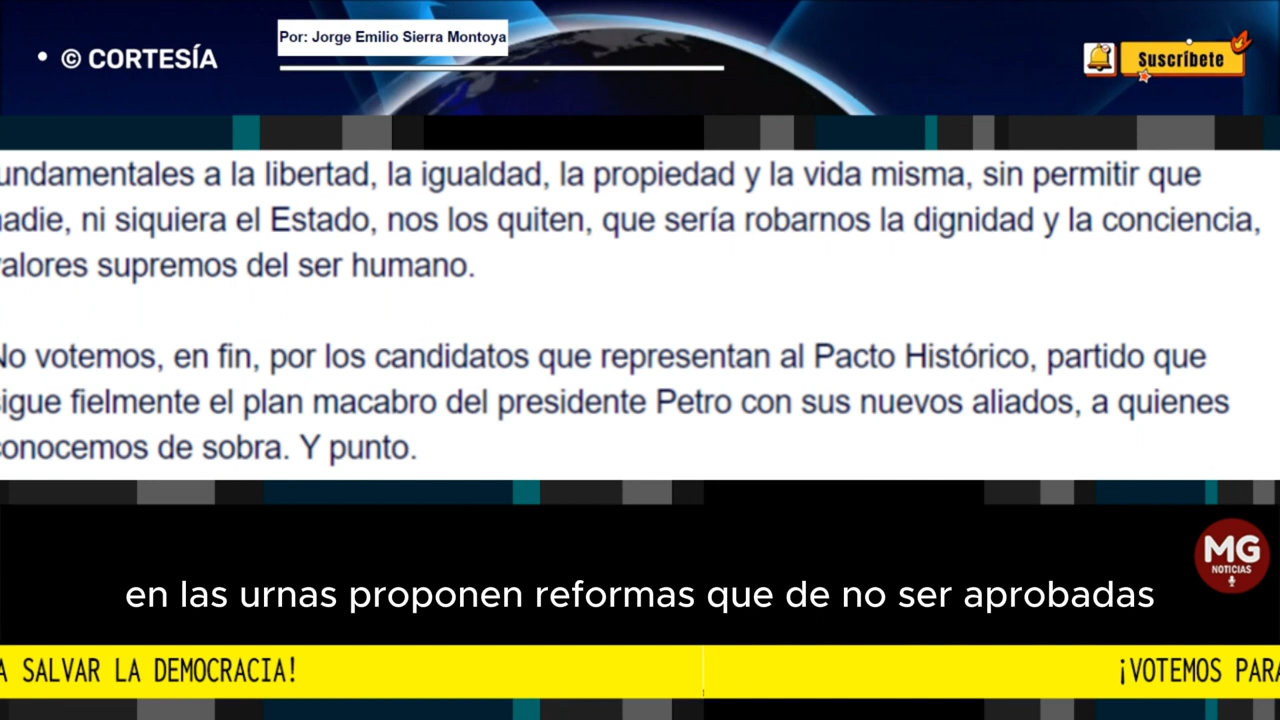 • © CORTESÍA
Por: Jorge Emilio Sierra Montoya
Suscríbete
undamentales a la libertad, la igualdad, la propiedad y la vida misma, sin permitir que
adie, ni siquiera el Estado, nos los quiten, que sería robarnos la dignidad y la conciencia,
alores supremos del ser humano.
No votemos, en fin, por los candidatos que representan al Pacto Histórico, partido que
igue fielmente el plan macabro del presidente Petro con sus nuevos aliados, a quienes
conocemos de sobra. Y punto.
MG
NOTICIAS
en las urnas proponen reformas que de no ser aprobadas
A SALVAR LA DEMOCRACIA!
¡VOTEMOS PARA